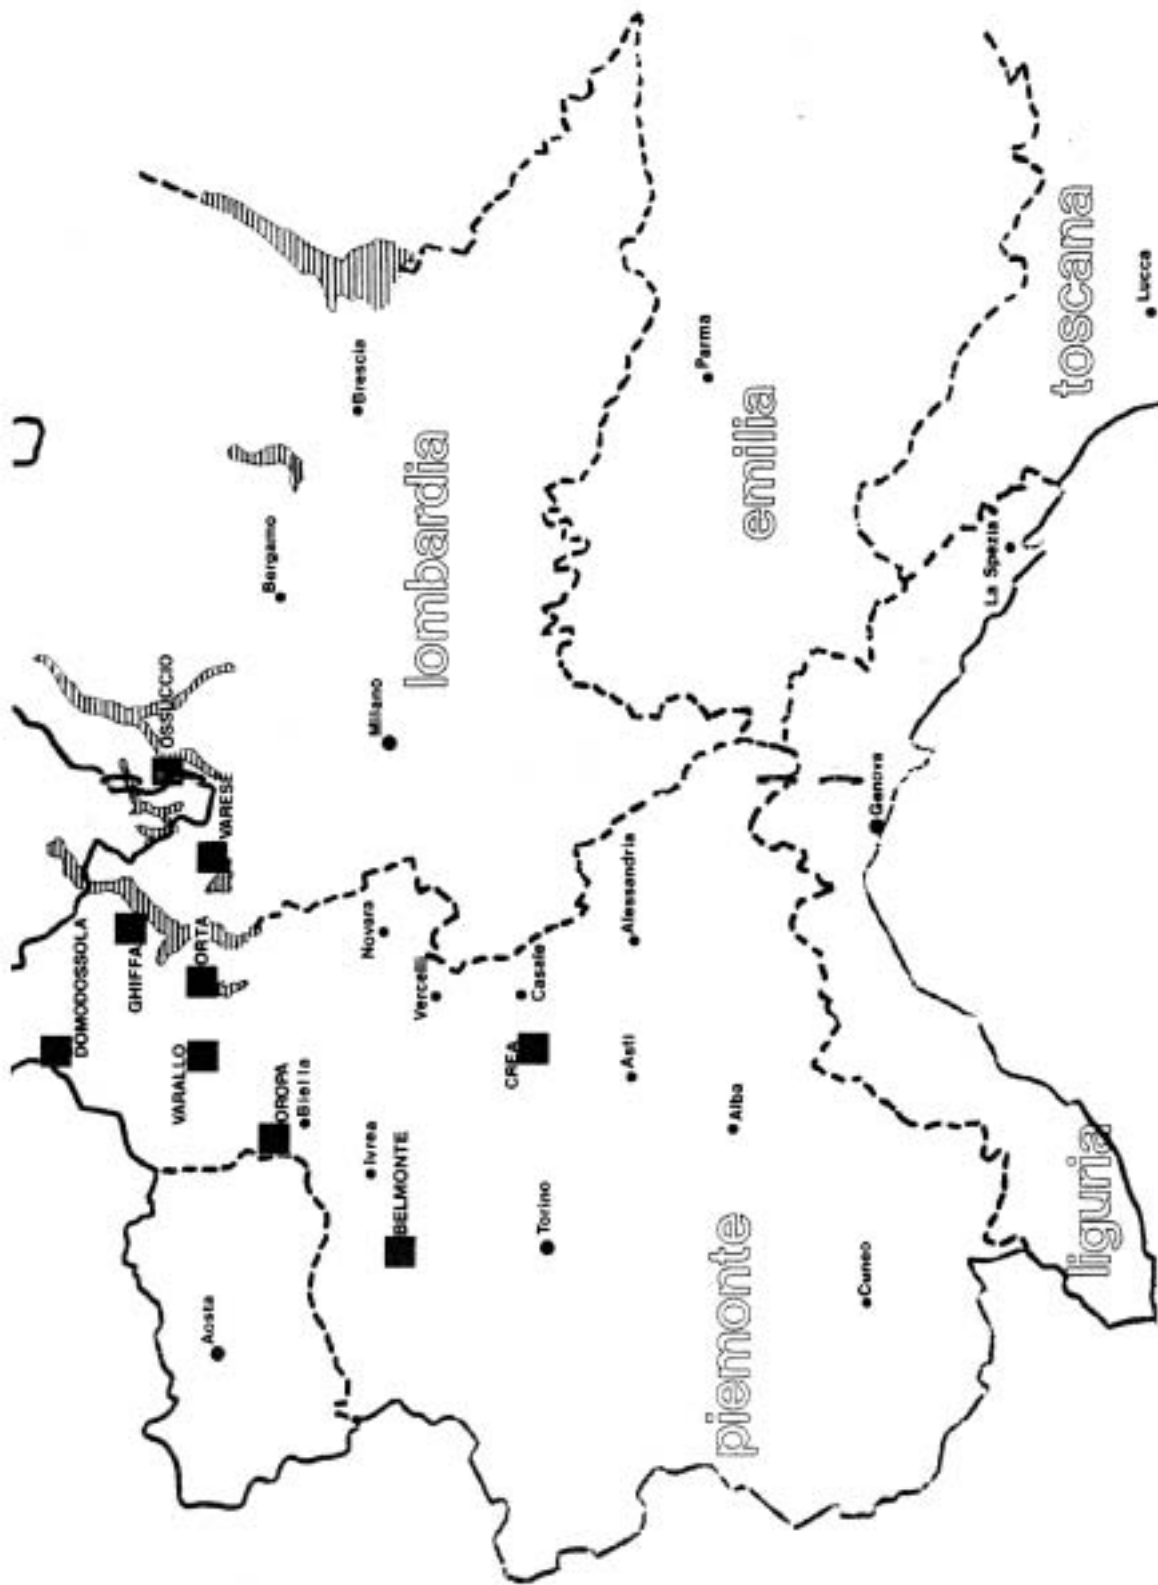 DOMODOSSOLA
GHIFFA
OSSUCCIO
VARALLO
ORTA
VARESE
Aosta
OROPA
Biella
Bergamo
Ivrea
BELMONTE
Novara
Milano
Brescia
Vercelli
lombardia
CREA
Casale
Torino
Asti
Alessandria
Alba
Parma
piemonte
emilia
Cuneo
Genova
La Spezia
liguria
toscana
Lucca